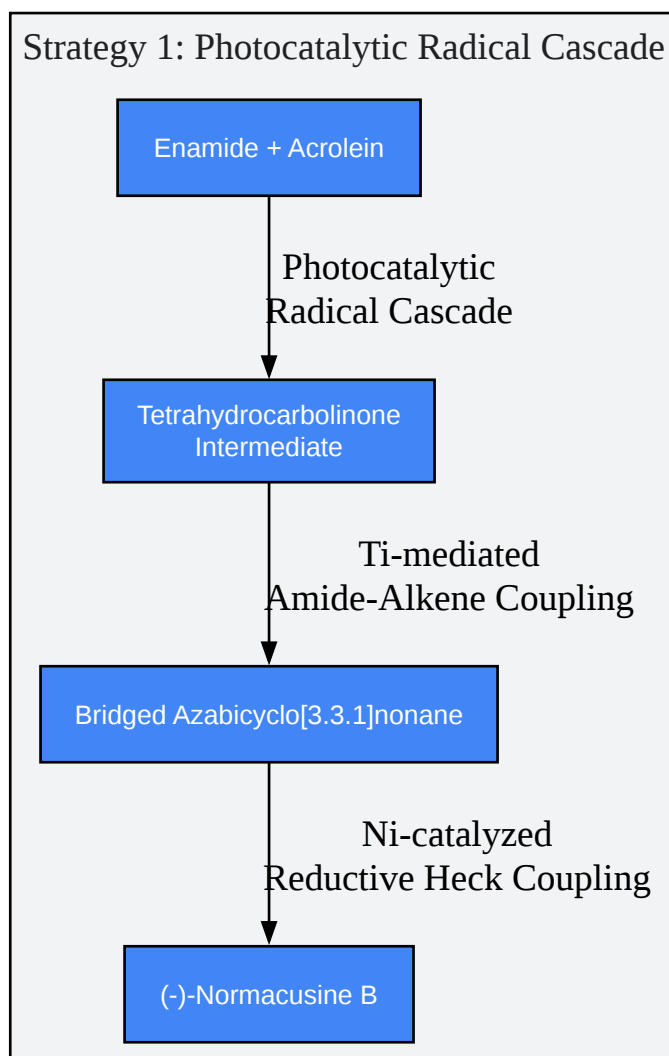 Strategy 1: Photocatalytic Radical Cascade
Enamide + Acrolein
Photocatalytic
Radical Cascade
Tetrahydrocarbolinone
Intermediate
Ti-mediated
Amide-Alkene Coupling
Bridged Azabicyclo[3.3.1]nonane
Ni-catalyzed
Reductive Heck Coupling
(-)-Normacusine B